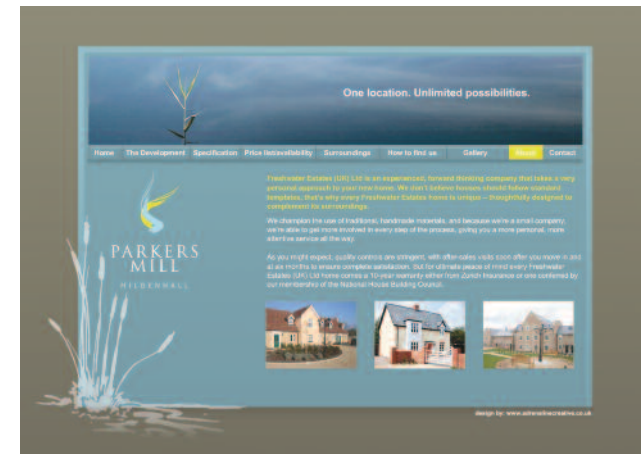 One location. Unlimited possibilities.
Home The Development Specification Price list/availability Surroundings How to find us Gallery About Contact
Freshwater Estates (UK) Ltd is an experienced, forward thinking company that takes a very
personal approach to your new home. We don't believe houses should follow standard
templates, that's why every Freshwater Estates home is unique – thoughtfully designed to
compliment its surroundings.
We champion the use of traditional, handmade materials, and because we're a small company,
we're able to get more involved in every step of the process, giving you a more personal, more
attentive service all the way.
As you might expect, quality controls are stringent, with after-sales visits soon after you move in and
at six months to ensure complete satisfaction. But for ultimate peace of mind every Freshwater
Estates (UK) Ltd home comes a 10-year warranty either from Zurich Insurance or one conferred by
our membership of the National House Building Council.
PARKERS
MILL
MILDENHALL
design by: www.adrenalinecreative.co.uk